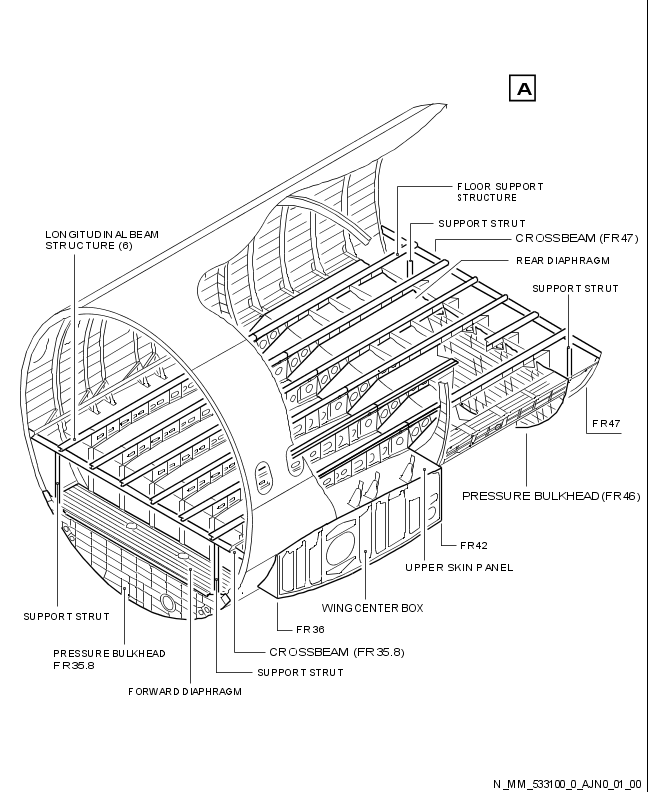 A
FLOOR SUPPORT
STRUCTURE
SUPPORT STRUT
CROSSBEAM (FR47)
REAR DIAPHRAGM
SUPPORT STRUT
LONGITUDINAL BEAM
STRUCTURE (6)
FR47
PRESSURE BULKHEAD (FR46)
FR42
UPPER SKIN PANEL
WING CENTER BOX
SUPPORT STRUT
FR36
PRESSURE BULKHEAD
FR35.8
CROSSBEAM (FR35.8)
SUPPORT STRUT
FORWARD DIAPHRAGM
N_MM_533100_0_AJN0_01_00